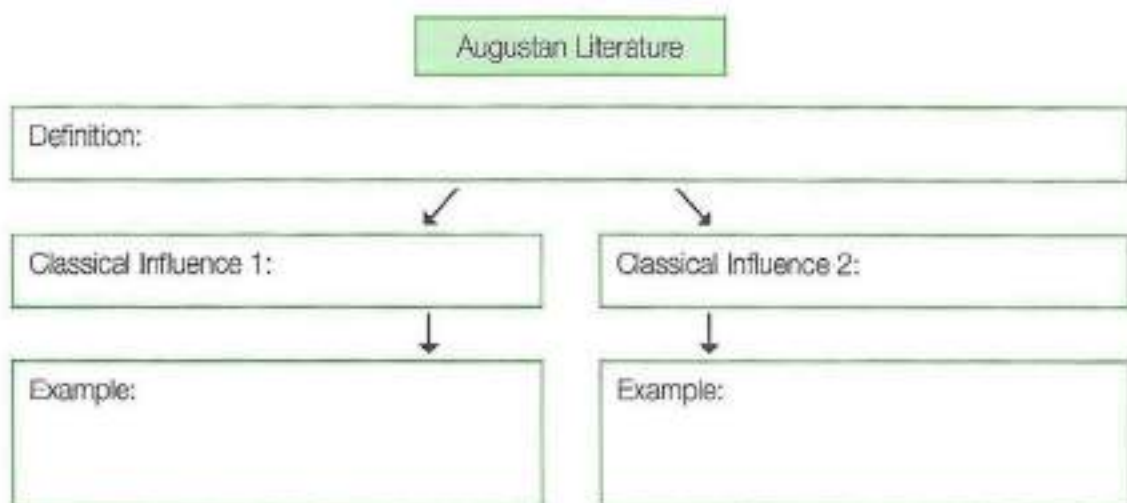 Augustan Literature
Definition:
Classical Influence 1:
Classical Influence 2:
Example:
Example: